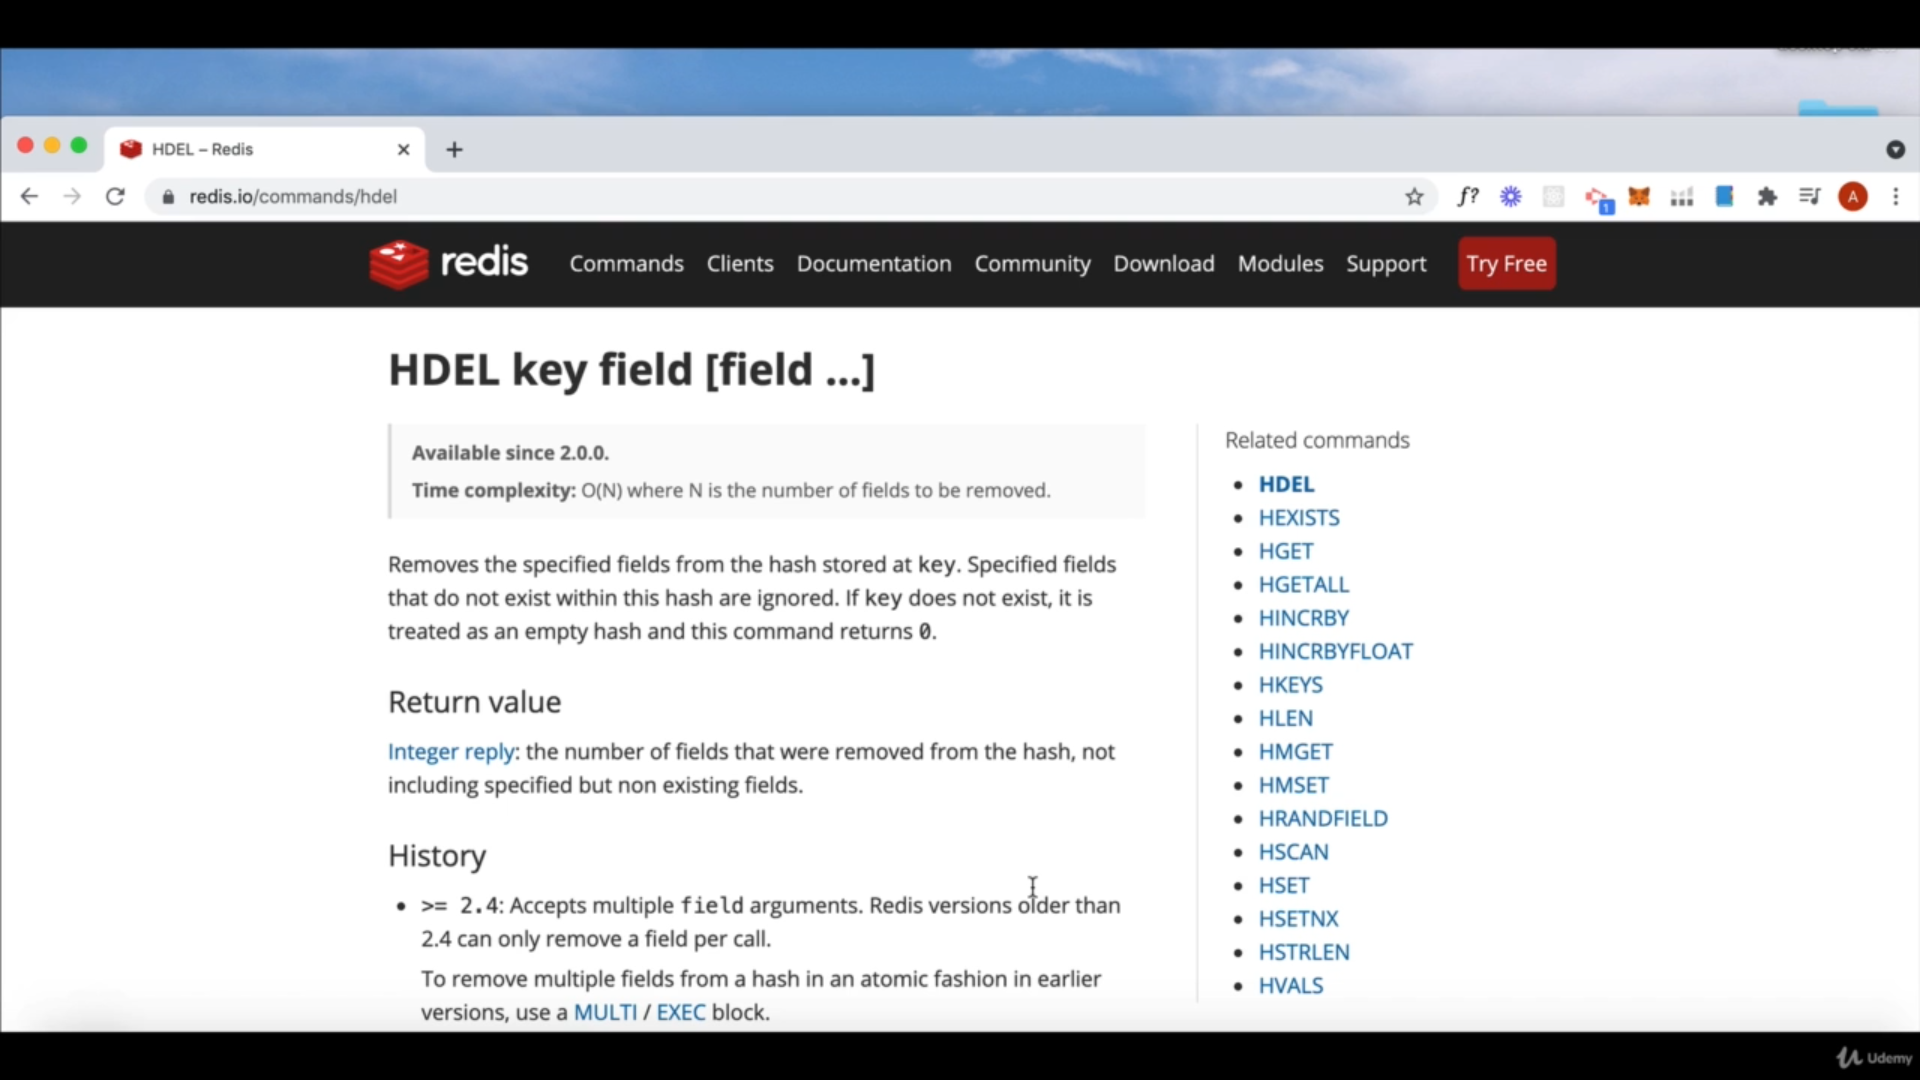 HDEL – Redis
redis.io/commands/hdel
f?
1
A
redis
Commands Clients Documentation Community Download Modules Support Try Free
HDEL key field [field ...]
Available since 2.0.0.
Time complexity: O(N) where N is the number of fields to be removed.
Removes the specified fields from the hash stored at key. Specified fields
that do not exist within this hash are ignored. If key does not exist, it is
treated as an empty hash and this command returns 0.
Return value
Integer reply: the number of fields that were removed from the hash, not
including specified but non existing fields.
History
>= 2.4: Accepts multiple field arguments. Redis versions older than
2.4 can only remove a field per call.
To remove multiple fields from a hash in an atomic fashion in earlier
versions, use a MULTI / EXEC block.
Related commands
HDEL
HEXISTS
HGET
HGETALL
HINCRBY
HINCRBYFLOAT
HKEYS
HLEN
HMGET
HMSET
HRANDFIELD
HSCAN
HSET
HSETNX
HSTRLEN
HVALS
Udemy